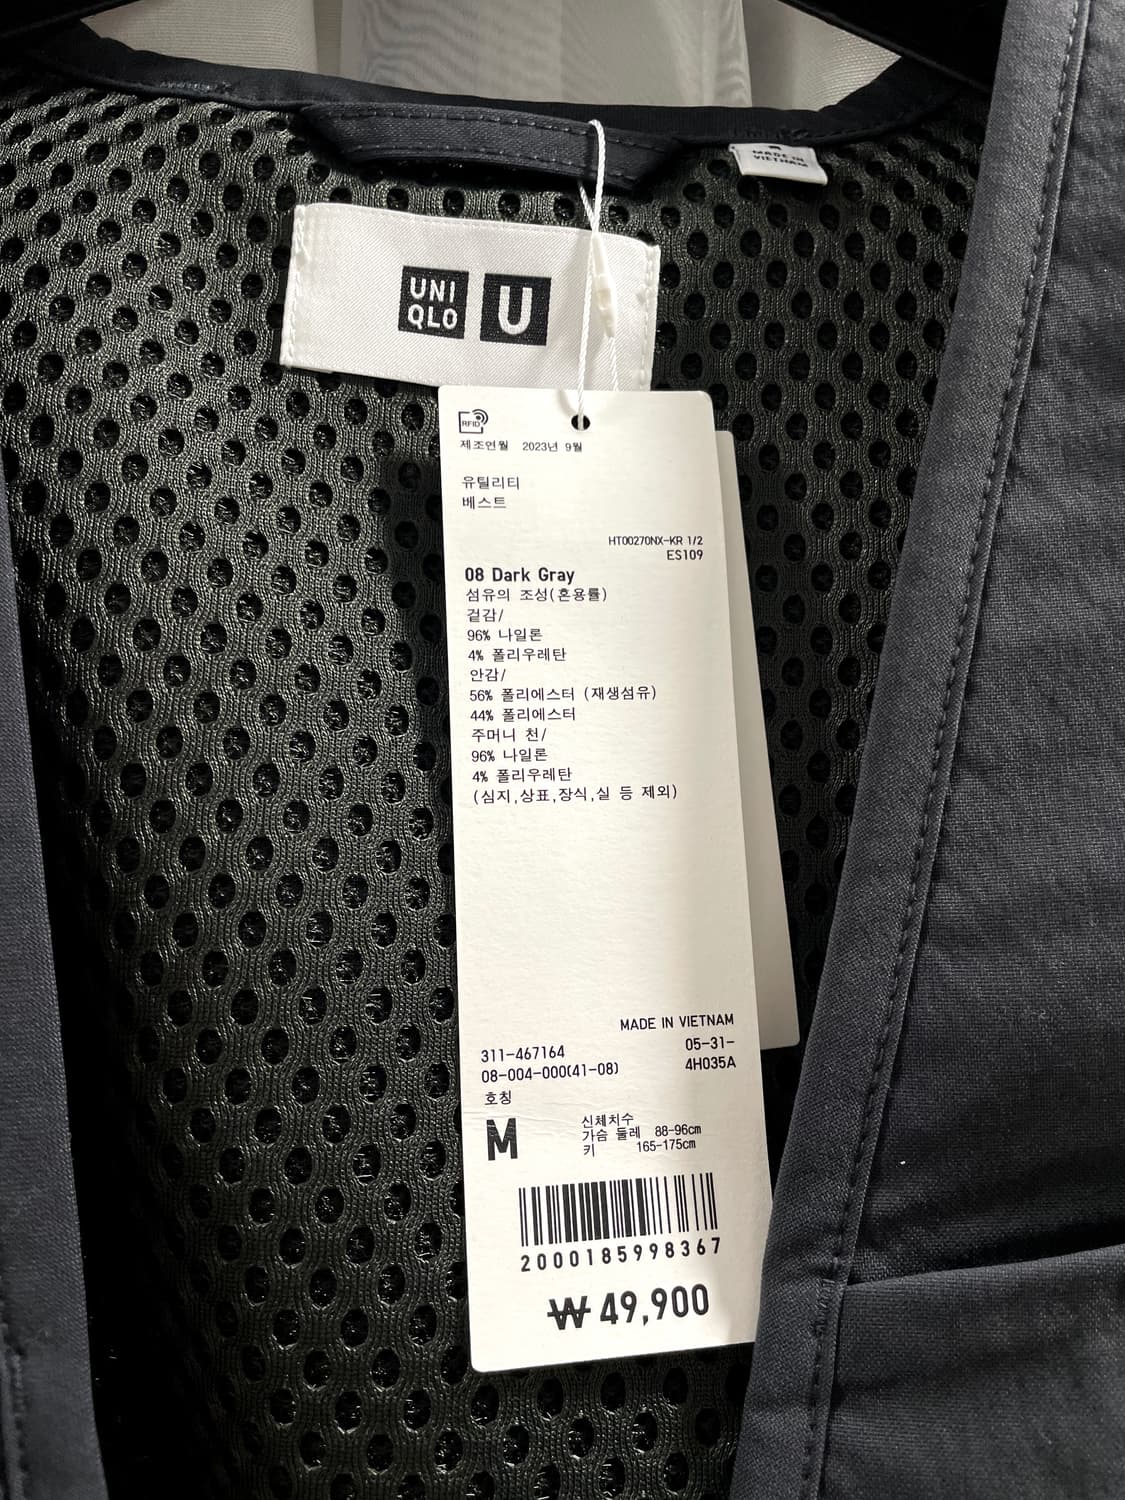 MADE IN
VIETNAM
UNI
QLO
U
RFID
제조연월 2023년 9월
유틸리티
베스트
HT00270NX-KR 1/2
ES109
08 Dark Gray
섬유의 조성(혼용률)
겉감/
96% 나일론
4% 폴리우레탄
안감/
56% 폴리에스터 (재생섬유)
44% 폴리에스터
주머니 천/
96% 나일론
4% 폴리우레탄
(심지,상표,장식,실 등 제외)
MADE IN VIETNAM
311-467164 05-31-
08-004-000(41-08) 4H035A
호칭
M
신체치수
가슴 둘레 88-96cm
키 165-175cm
2000185998367
₩49,900